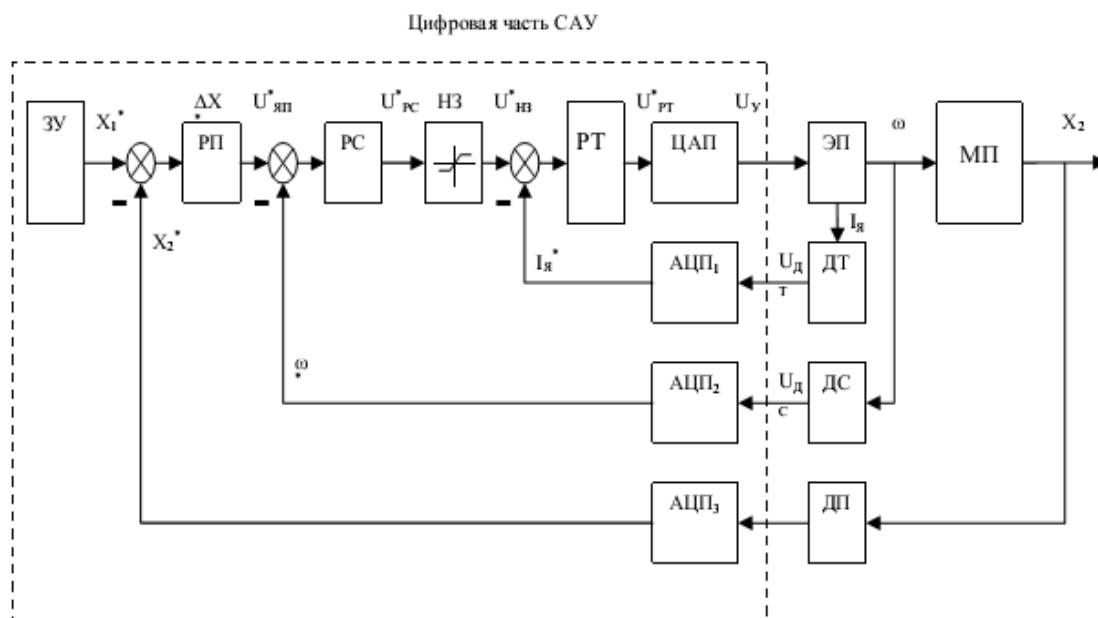 Цифровая часть САУ
ЗУ
X₁*
ΔX
*
РП
U*ЯП
РС
U*РС
НЗ
U*НЗ
РТ
U*РТ
ЦАП
UУ
ЭП
ω
МП
X₂
X₂*
IЯ*
АЦП₁
UД
Т
ДТ
IЯ
ω
*
АЦП₂
UД
С
ДС
АЦП₃
ДП